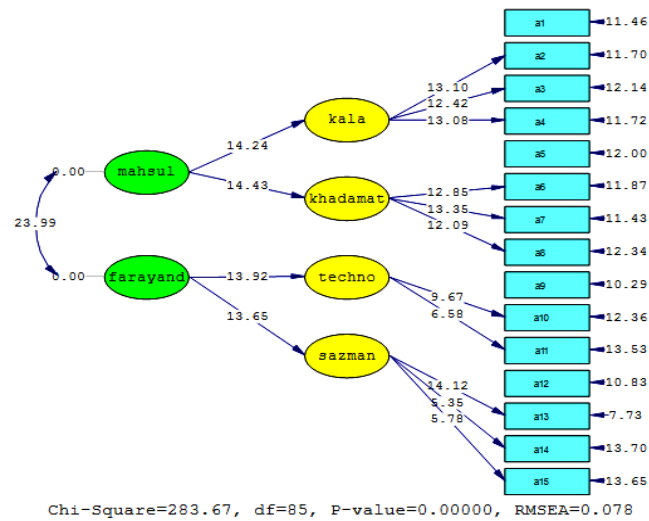 a1 11.46
a2 11.70
13.10
12.42 a3 12.14
kala 13.08 a4 11.72
14.24
a5 12.00
0.00 mahsul
14.43 12.85 a6 11.87
khadamat 13.35 a7 11.43
23.99 12.09
a8 12.34
0.00 farayand 13.92 techno a9 10.29
9.67
13.65 6.58 a10 12.36
a11 13.53
sazman a12 10.83
14.12
5.35 a13 7.73
5.78
a14 13.70
a15 13.65
Chi-Square=283.67, df=85, P-value=0.00000, RMSEA=0.078